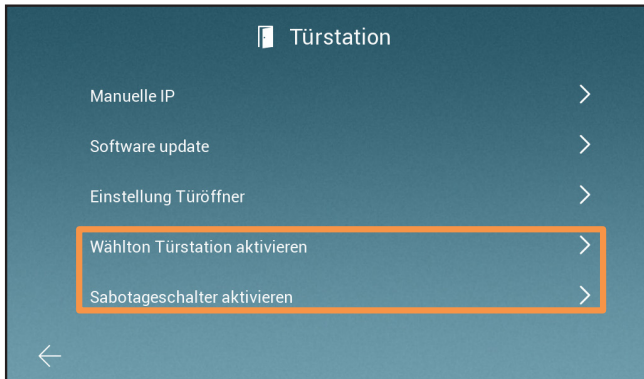 Türstation
Manuelle IP
Software update
Einstellung Türöffner
Wählton Türstation aktivieren
Sabotageschalter aktivieren